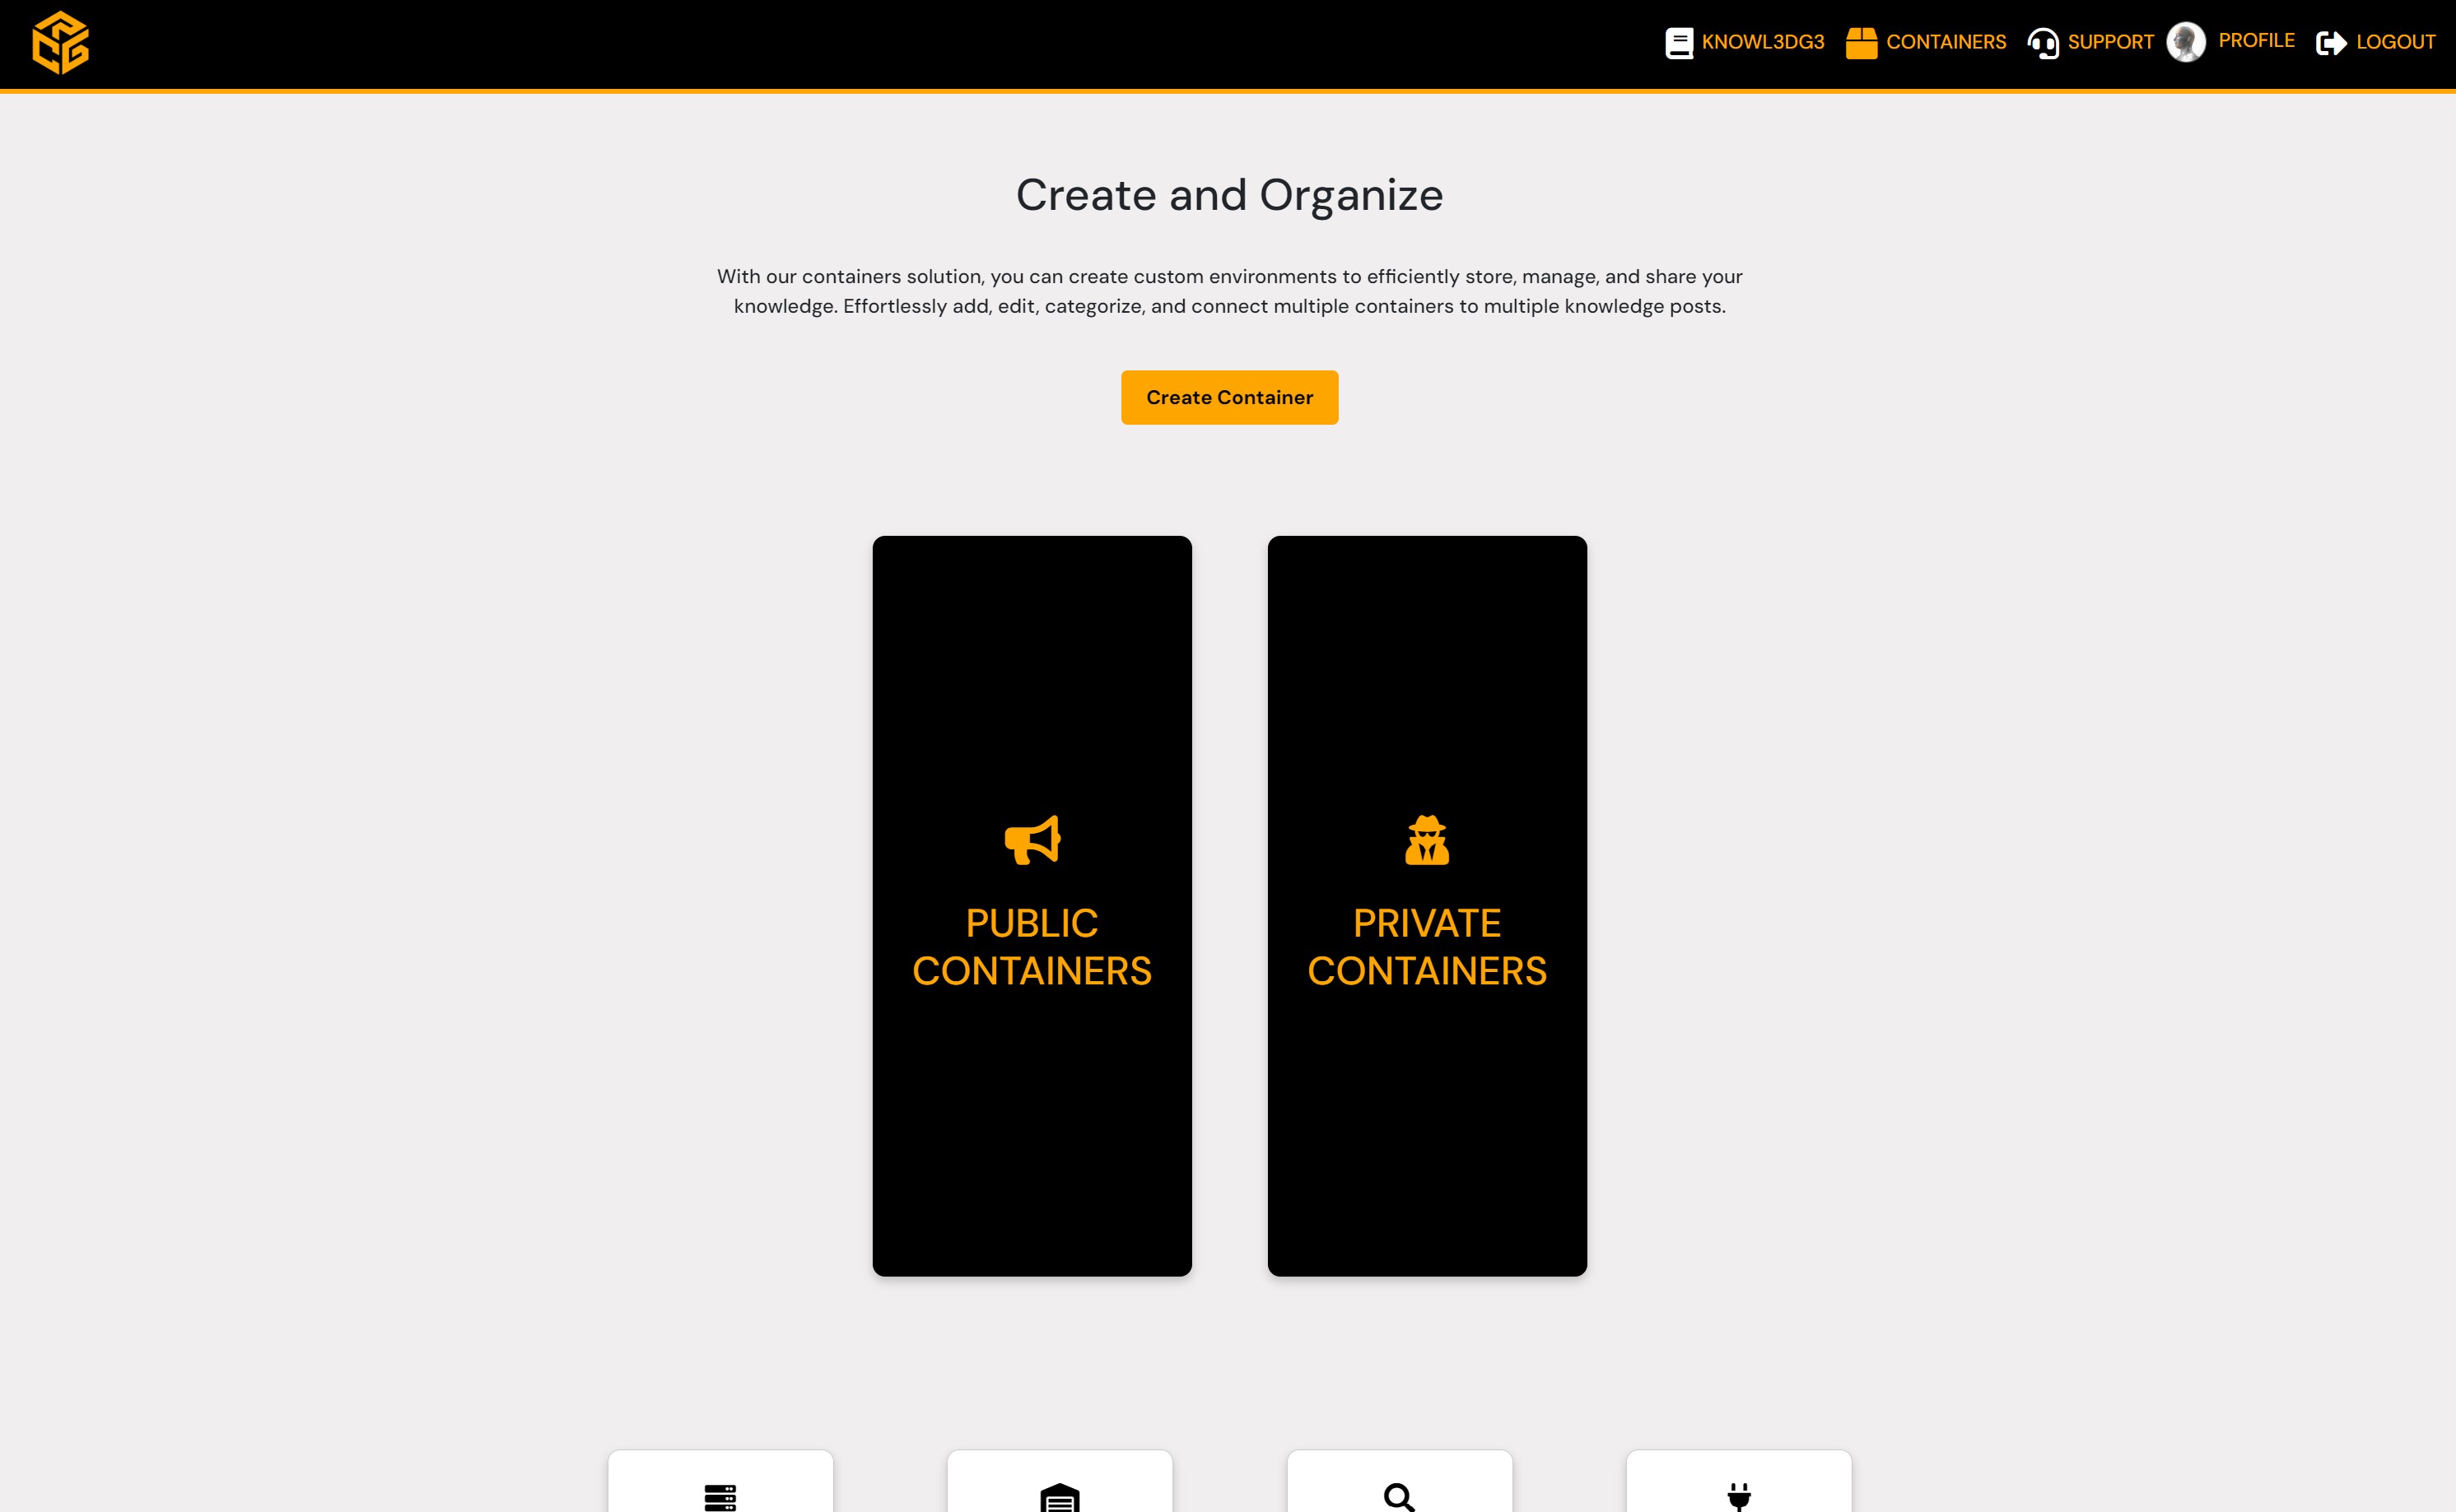 KNOWL3DG3 CONTAINERS SUPPORT PROFILE LOGOUT
Create and Organize
With our containers solution, you can create custom environments to efficiently store, manage, and share your
knowledge. Effortlessly add, edit, categorize, and connect multiple containers to multiple knowledge posts.
Create Container
PUBLIC
CONTAINERS
PRIVATE
CONTAINERS